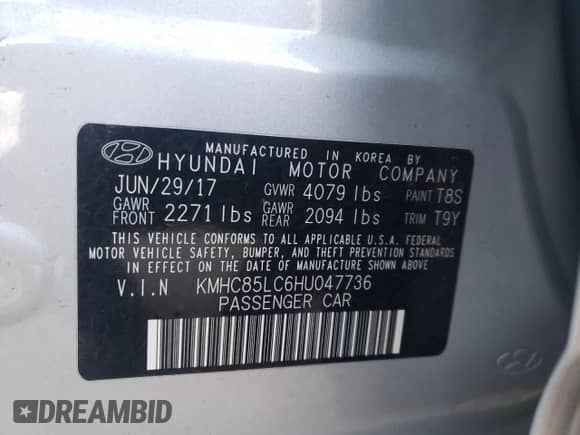 MANUFACTURED IN KOREA BY
HYUNDAI MOTOR COMPANY
JUN/29/17 GVWR 4079 lbs PAINT T8S
GAWR FRONT 2271 lbs GAWR REAR 2094 lbs TRIM T9Y
THIS VEHICLE CONFORMS TO ALL APPLICABLE U.S.A. FEDERAL
MOTOR VEHICLE SAFETY, BUMPER, AND THEFT PREVENTION STANDARDS
IN EFFECT ON THE DATE OF MANUFACTURE SHOWN ABOVE.
V.I.N KMHC85LC6HU047736
PASSENGER CAR
DREAMBID